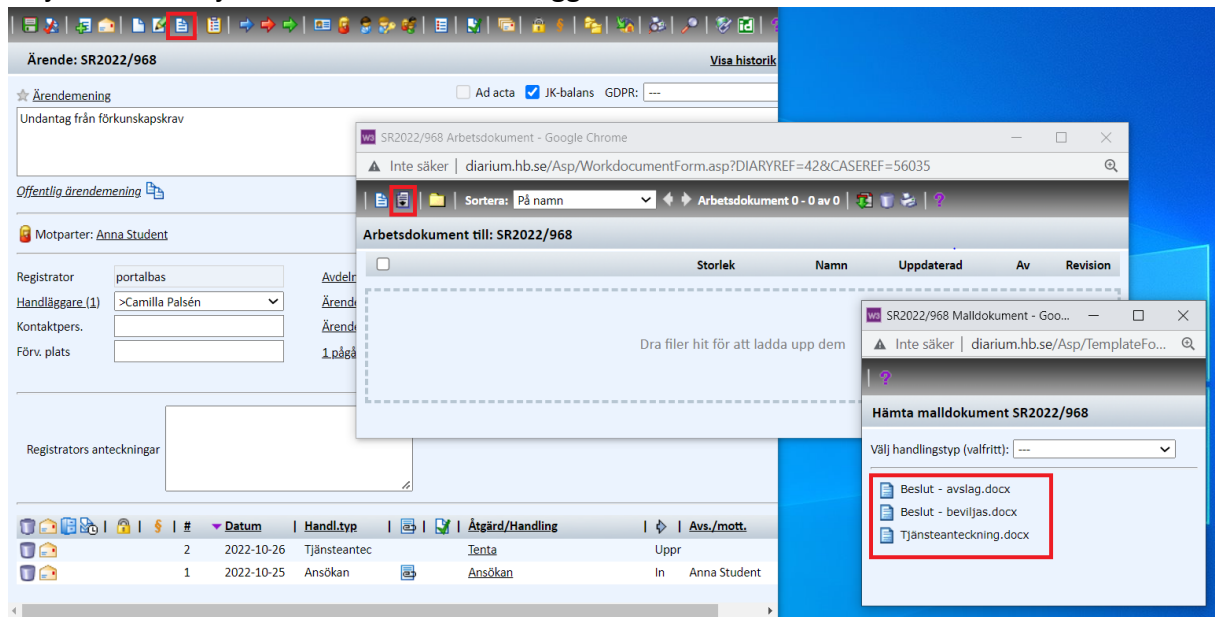 Ärende: SR2022/968
Visa historik
Ärendemening
Ad acta
JK-balans
GDPR: ---
Undantag från förkunskapskrav
Offentlig ärendemening
Motparter: Anna Student
Registrator
portalbas
Handläggare (1)
>Camilla Palsén
Kontaktpers.
Förv. plats
1 pågå
Registrators anteckningar
# Datum Handl.typ § Åtgärd/Handling Avs./mott.
2 2022-10-26 Tjänsteantec Tenta Uppr
1 2022-10-25 Ansökan Ansökan In Anna Student
SR2022/968 Arbetsdokument - Google Chrome
Inte säker | diarium.hb.se/Asp/WorkdocumentForm.asp?DIARYREF=42&CASEREF=56035
Sortera: På namn
Arbetsdokument 0 - 0 av 0
?
Arbetsdokument till: SR2022/968
Storlek Namn Uppdaterad Av Revision
Dra filer hit för att ladda upp dem
SR2022/968 Malldokument - Goo...
Inte säker | diarium.hb.se/Asp/TemplateFo...
?
Hämta malldokument SR2022/968
Välj handlingstyp (valfritt): ---
Beslut - avslag.docx
Beslut - beviljas.docx
Tjänsteanteckning.docx